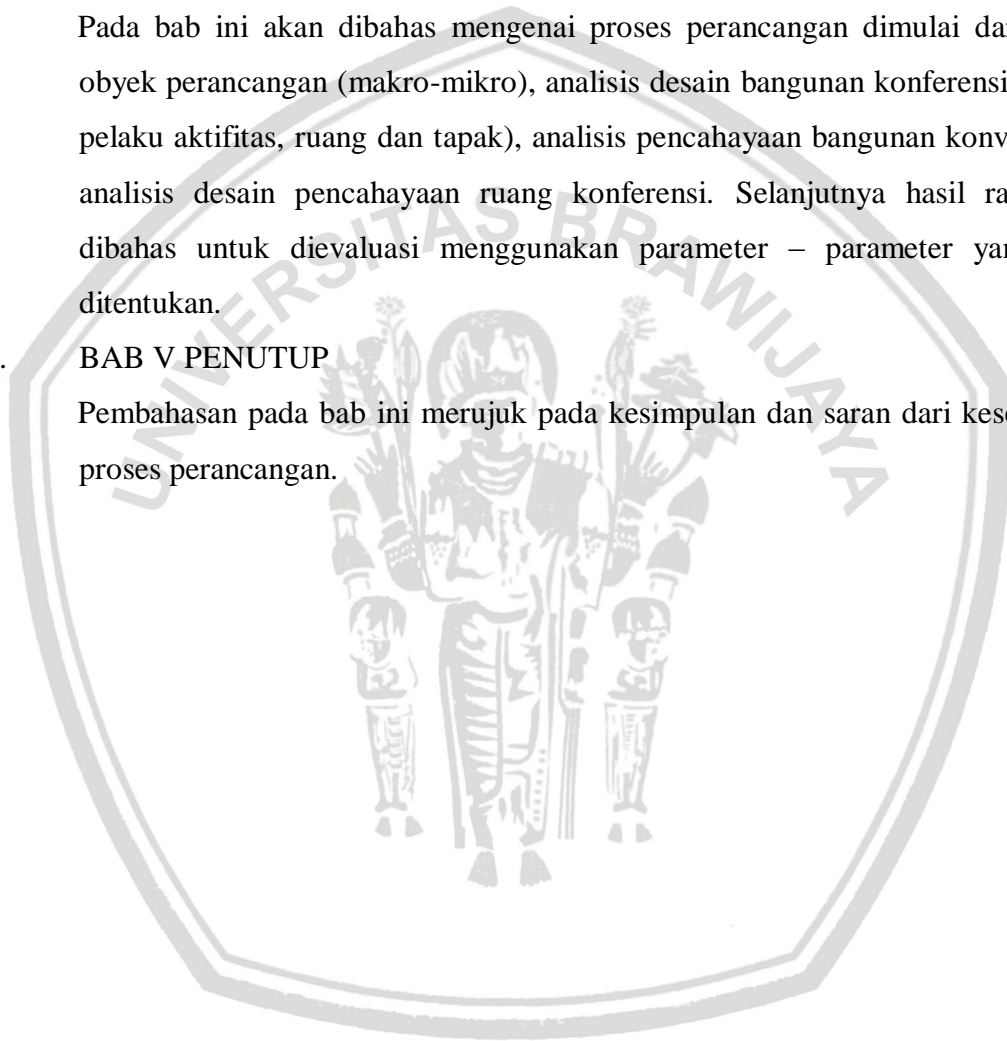 Pada bab ini akan dibahas mengenai proses perancangan dimulai da
obyek perancangan (makro-mikro), analisis desain bangunan konferensi
pelaku aktifitas, ruang dan tapak), analisis pencahayaan bangunan konv
analisis desain pencahayaan ruang konferensi. Selanjutnya hasil ra
dibahas untuk dievaluasi menggunakan parameter – parameter ya
ditentukan.
. BAB V PENUTUP
Pembahasan pada bab ini merujuk pada kesimpulan dan saran dari kes
proses perancangan.
UNIVERSITAS BRAWIJAYA